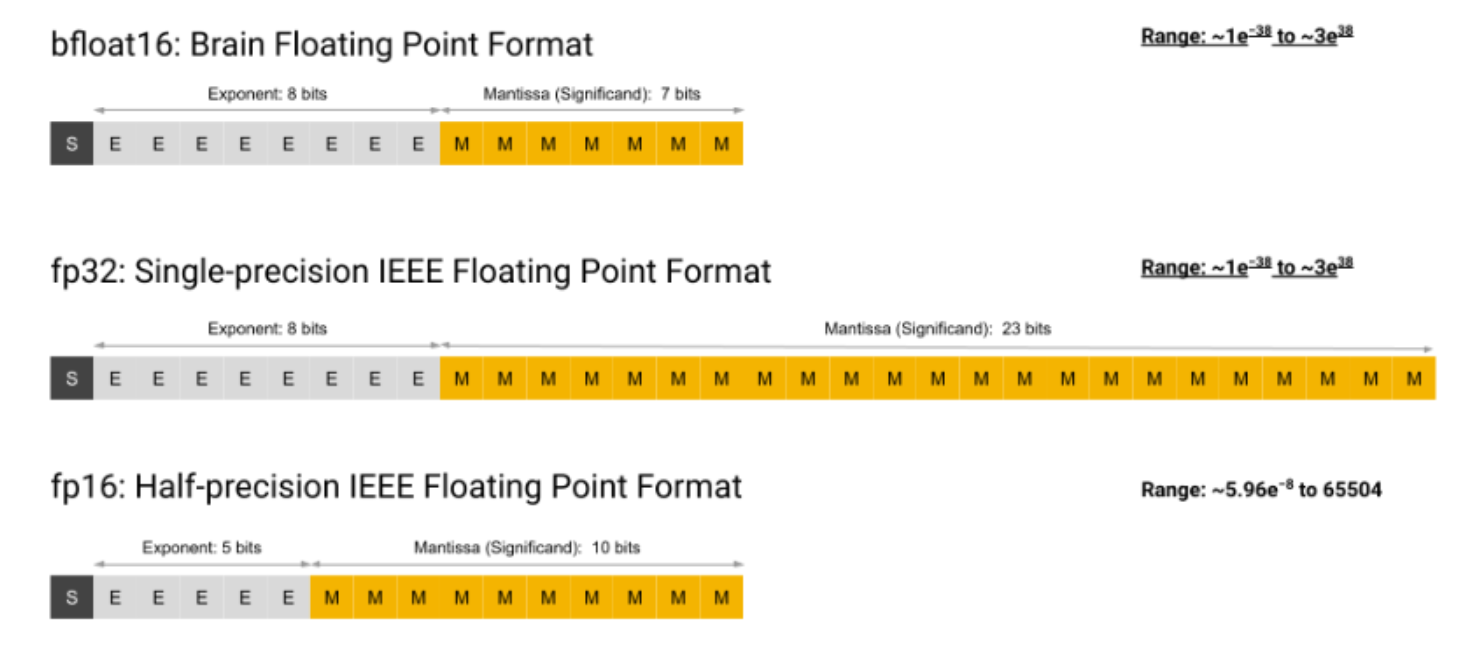 bfloat16: Brain Floating Point Format
Range: ~1e⁻³⁸ to ~3e³⁸
Exponent: 8 bits
Mantissa (Significand): 7 bits
S E E E E E E E E M M M M M M M
fp32: Single-precision IEEE Floating Point Format
Range: ~1e⁻³⁸ to ~3e³⁸
Exponent: 8 bits
Mantissa (Significand): 23 bits
S E E E E E E E E M M M M M M M M M M M M M M M M M M M M M M M
fp16: Half-precision IEEE Floating Point Format
Range: ~5.96e⁻⁸ to 65504
Exponent: 5 bits
Mantissa (Significand): 10 bits
S E E E E E M M M M M M M M M M